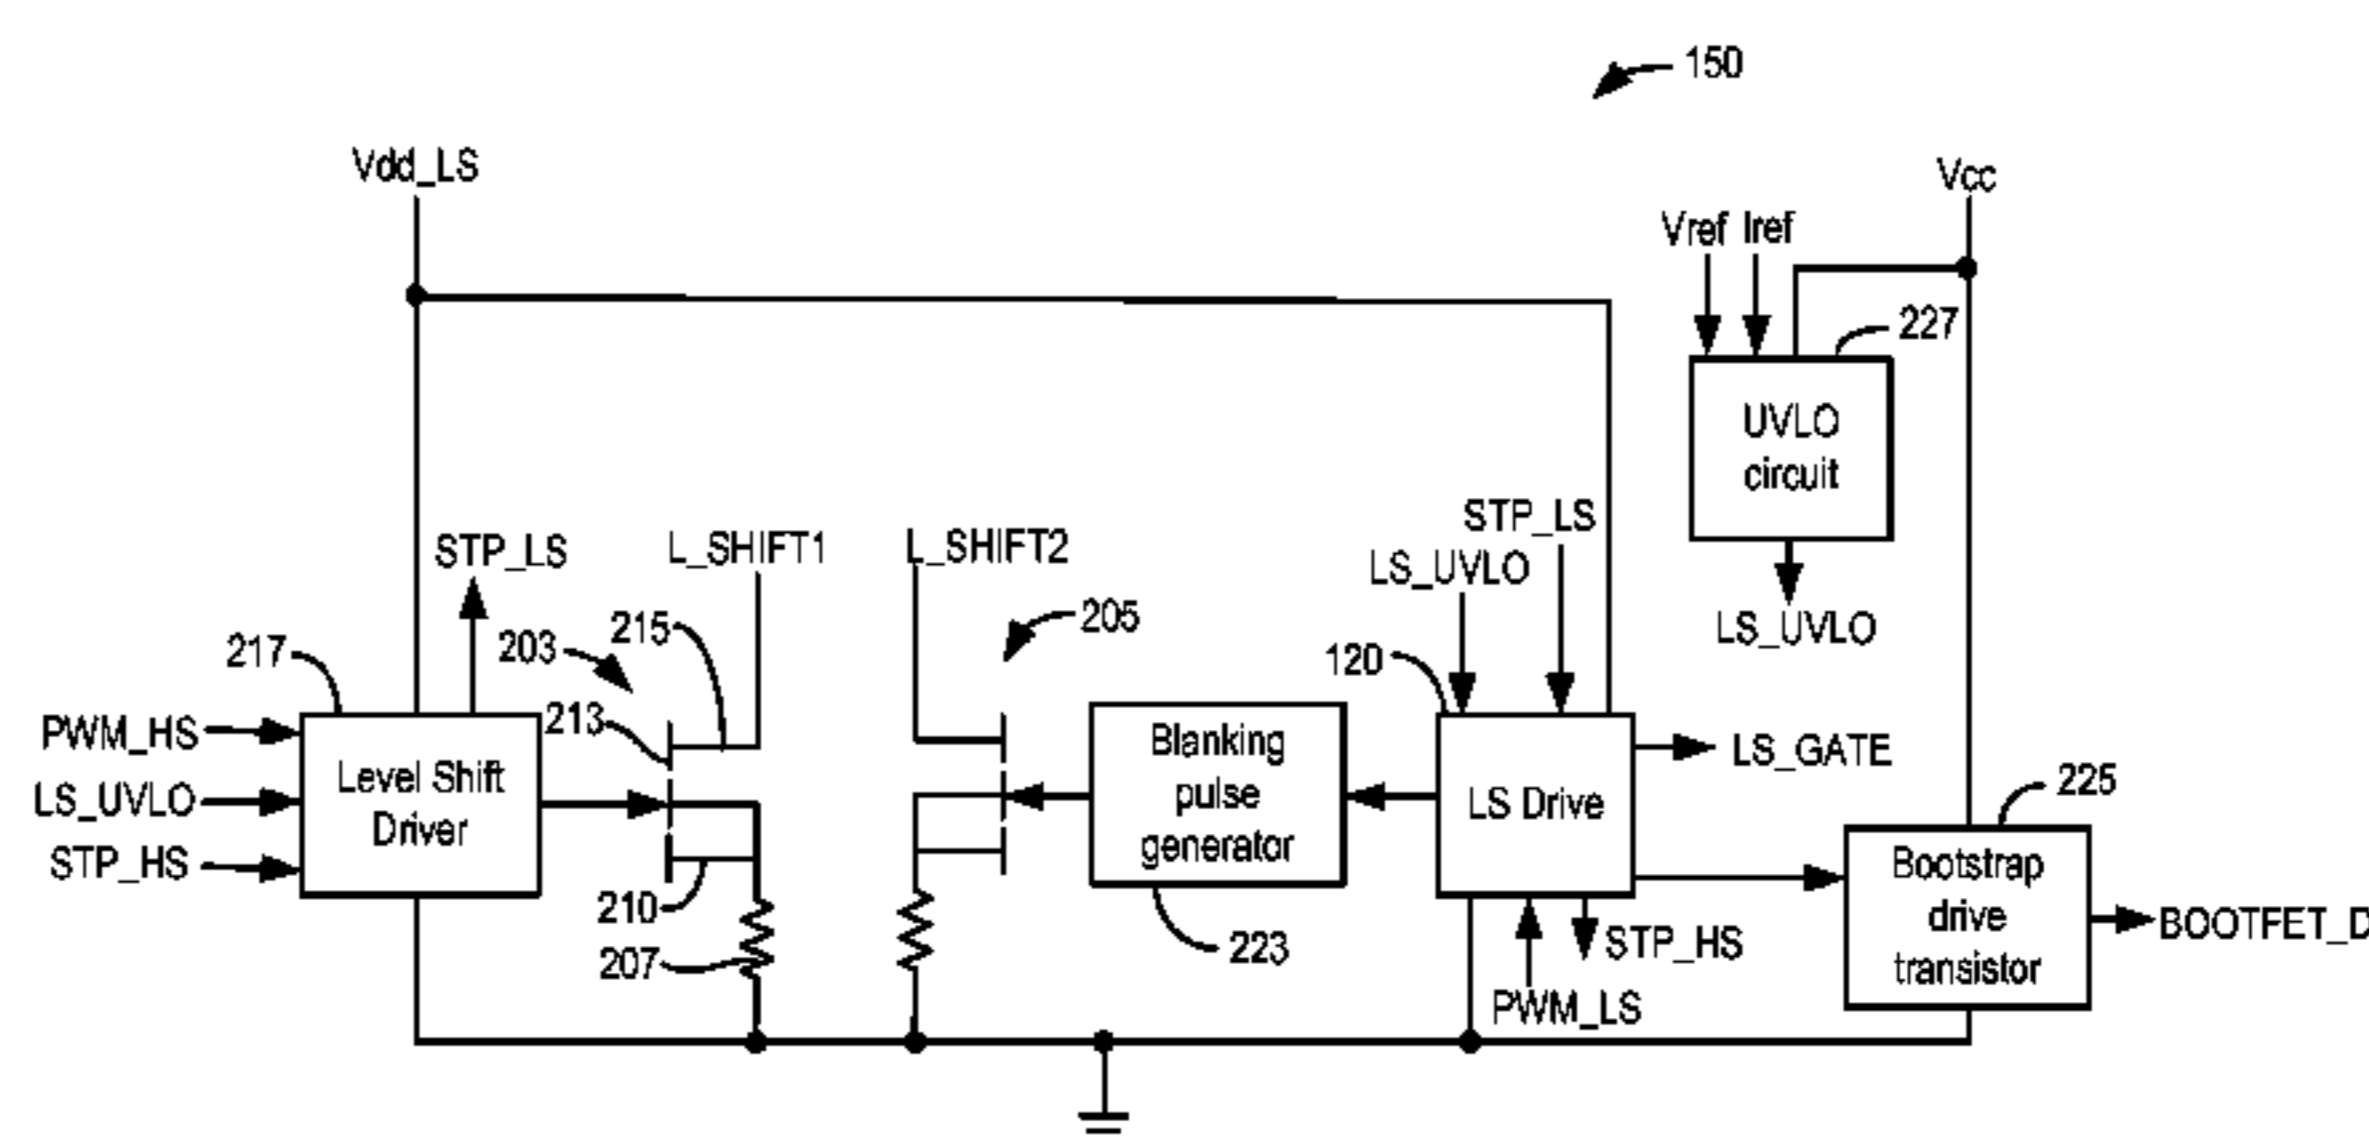 150
Vdd_LS
Vcc
Vref Iref
227
UVLO
circuit
STP_LS
L_SHIFT1
L_SHIFT2
STP_LS
LS_UVLO
LS_UVLO
217
203
215
205
120
213
PWM_HS
LS_UVLO
STP_HS
Level Shift
Driver
Blanking
pulse
generator
LS Drive
LS_GATE
225
Bootstrap
drive
transistor
BOOTFET_D
210
207
223
STP_HS
PWM_LS